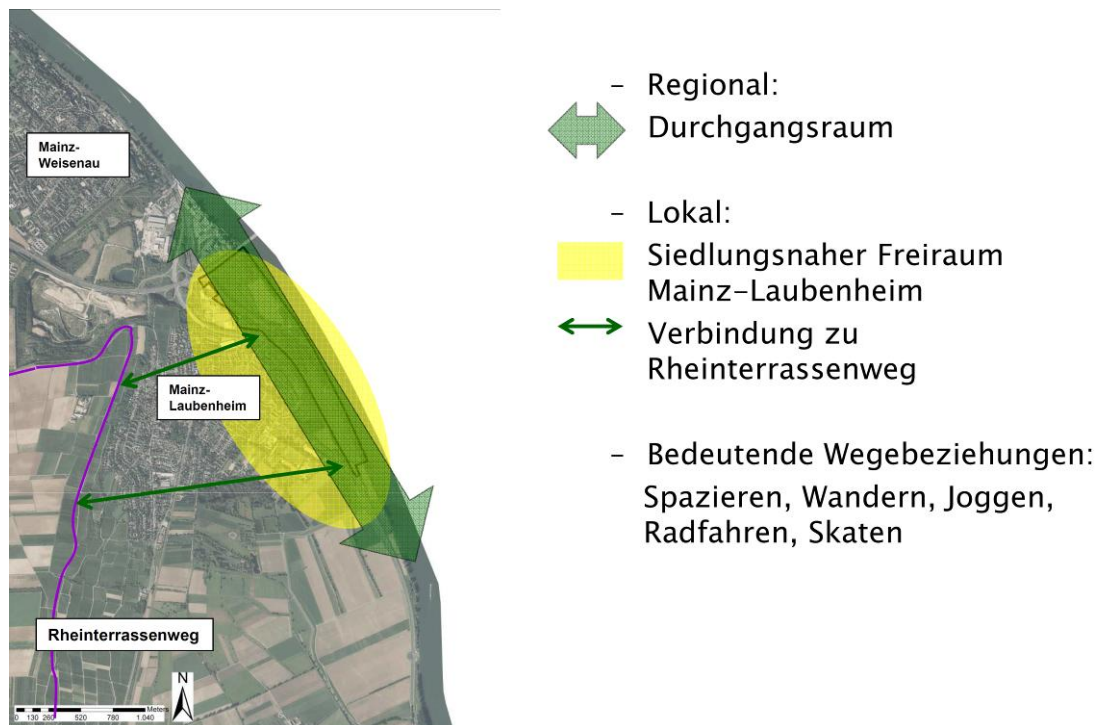 Mainz-
Weisenau
Mainz-
Laubenheim
Rheinterrassenweg
N
Meters
0 130 260 520 780 1.040
- Regional:
Durchgangsraum
- Lokal:
Siedlungsnaher Freiraum
Mainz-Laubenheim
Verbindung zu
Rheinterrassenweg
- Bedeutende Wegebeziehungen:
Spazieren, Wandern, Joggen,
Radfahren, Skaten